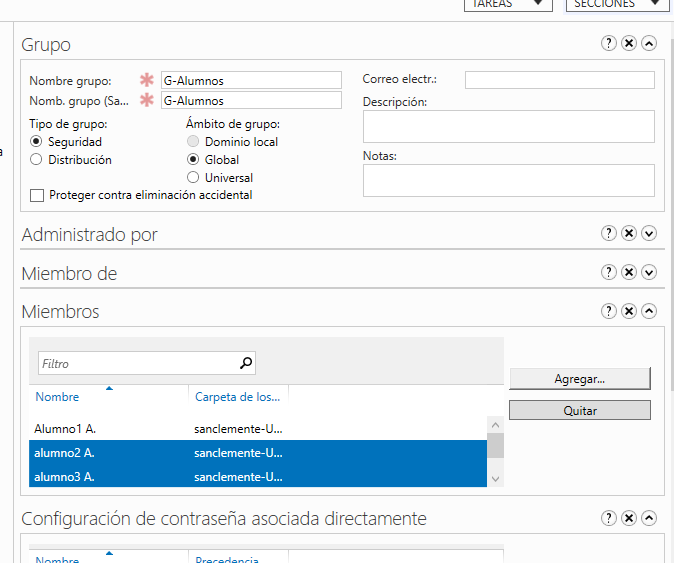 TAREAS SECCIONES
Grupo
Nombre grupo: G-Alumnos
Nomb. grupo (Sa... G-Alumnos
Tipo de grupo: Ámbito de grupo:
Seguridad Dominio local
Distribución Global
Universal
Proteger contra eliminación accidental
Correo electr.:
Descripción:
Notas:
Administrado por
Miembro de
Miembros
Filtro
Agregar...
Quitar
Nombre Carpeta de los...
Alumno1 A. sanclemente-U...
alumno2 A. sanclemente-U...
alumno3 A. sanclemente-U...
Configuración de contraseña asociada directamente
Nombre Precedencia